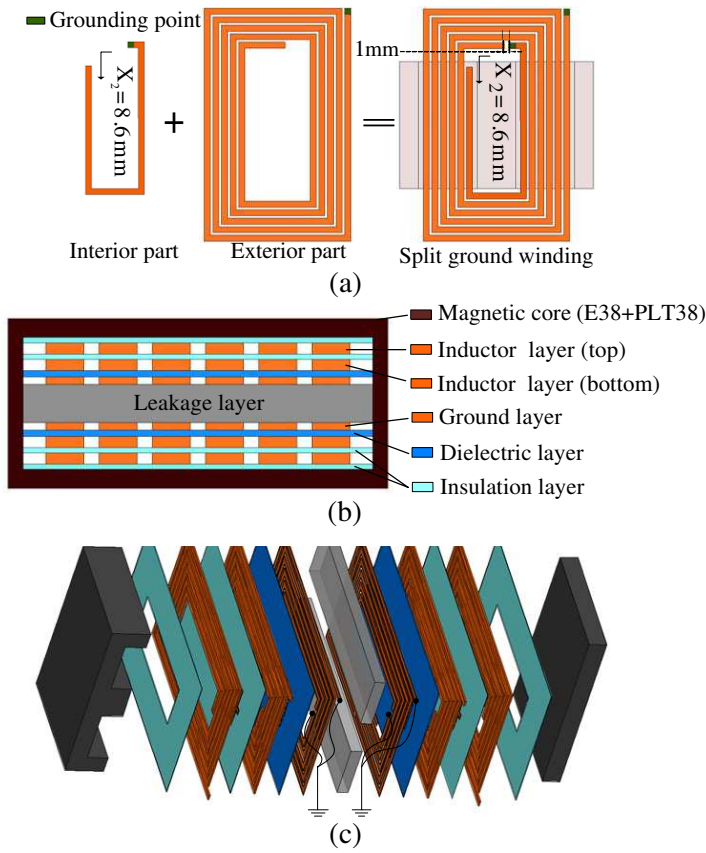 Grounding point
X2=8.6mm
+
=
1mm
X2=8.6mm
Interior part
Exterior part
Split ground winding
(a)
Magnetic core (E38+PLT38)
Inductor layer (top)
Inductor layer (bottom)
Leakage layer
Ground layer
Dielectric layer
Insulation layer
(b)
(c)